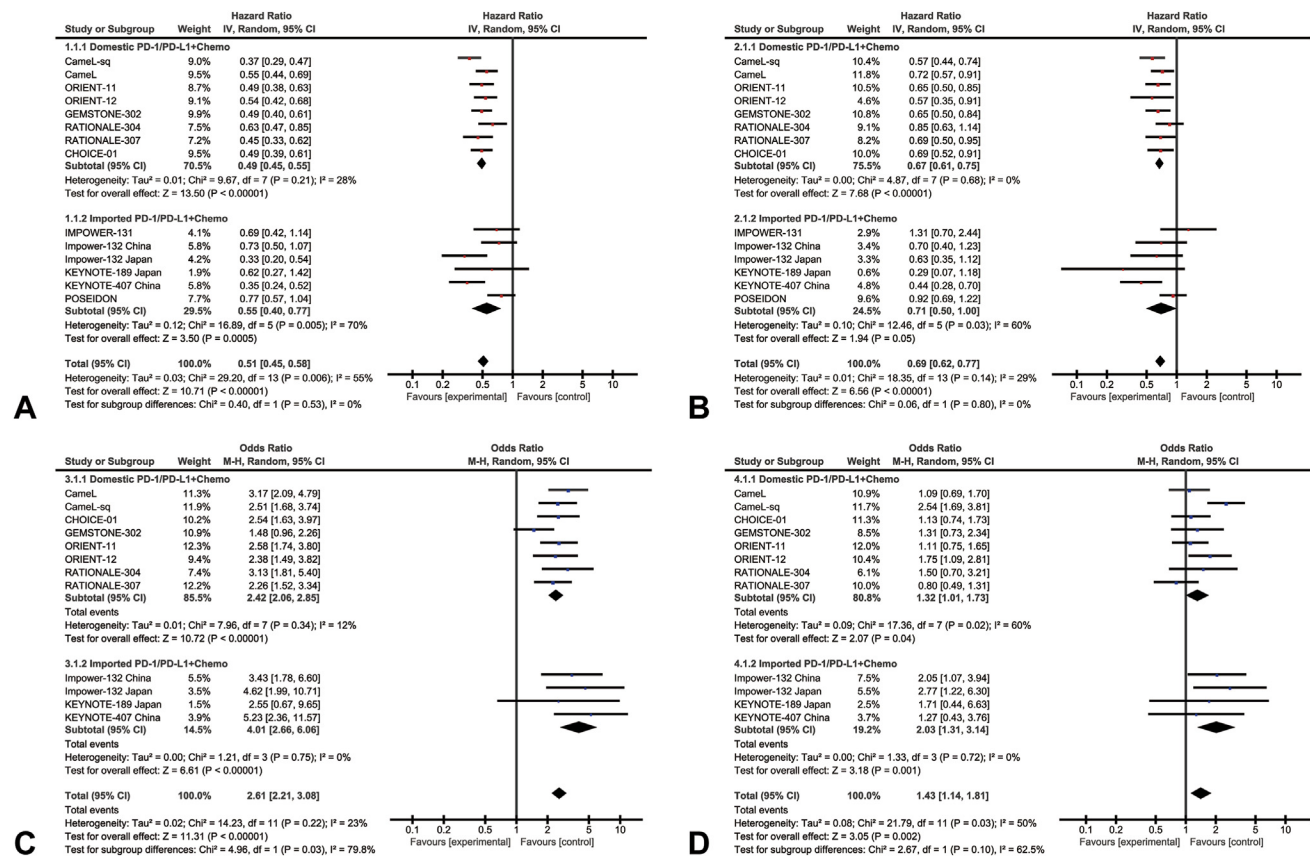 Hazard Ratio
Study or Subgroup Weight IV, Random, 95% CI
Hazard Ratio
IV, Random, 95% CI
1.1.1 Domestic PD-1/PD-L1+Chemo
CameL-sq 9.0% 0.37 [0.29, 0.47]
CameL 9.5% 0.55 [0.44, 0.69]
ORIENT-11 8.7% 0.49 [0.38, 0.63]
ORIENT-12 9.1% 0.54 [0.42, 0.68]
GEMSTONE-302 9.9% 0.49 [0.40, 0.61]
RATIONALE-304 7.5% 0.63 [0.47, 0.85]
RATIONALE-307 7.2% 0.45 [0.33, 0.62]
CHOICE-01 9.5% 0.49 [0.39, 0.61]
Subtotal (95% CI) 70.5% 0.49 [0.45, 0.55]
Heterogeneity: Tau² = 0.01; Chi² = 9.67, df = 7 (P = 0.21); I² = 28%
Test for overall effect: Z = 13.50 (P < 0.00001)
1.1.2 Imported PD-1/PD-L1+Chemo
IMPOWER-131 4.1% 0.69 [0.42, 1.14]
Impower-132 China 5.8% 0.73 [0.50, 1.07]
Impower-132 Japan 4.2% 0.33 [0.20, 0.54]
KEYNOTE-189 Japan 1.9% 0.62 [0.27, 1.42]
KEYNOTE-407 China 5.8% 0.35 [0.24, 0.52]
POSEIDON 7.7% 0.77 [0.57, 1.04]
Subtotal (95% CI) 29.5% 0.55 [0.40, 0.77]
Heterogeneity: Tau² = 0.12; Chi² = 16.89, df = 5 (P = 0.005); I² = 70%
Test for overall effect: Z = 3.50 (P = 0.0005)
Total (95% CI) 100.0% 0.51 [0.45, 0.58]
Heterogeneity: Tau² = 0.03; Chi² = 29.20, df = 13 (P = 0.006); I² = 55%
Test for overall effect: Z = 10.71 (P < 0.00001)
Test for subgroup differences: Chi² = 0.40, df = 1 (P = 0.53), I² = 0%
0.1 0.2 0.5 1 2 5 10
Favours [experimental] Favours [control]
A
Hazard Ratio
Study or Subgroup Weight IV, Random, 95% CI
Hazard Ratio
IV, Random, 95% CI
2.1.1 Domestic PD-1/PD-L1+Chemo
CameL-sq 10.4% 0.57 [0.44, 0.74]
CameL 11.8% 0.72 [0.57, 0.91]
ORIENT-11 10.5% 0.65 [0.50, 0.85]
ORIENT-12 4.6% 0.57 [0.35, 0.91]
GEMSTONE-302 10.8% 0.65 [0.50, 0.84]
RATIONALE-304 9.1% 0.85 [0.63, 1.14]
RATIONALE-307 8.2% 0.69 [0.50, 0.95]
CHOICE-01 10.0% 0.69 [0.52, 0.91]
Subtotal (95% CI) 75.5% 0.67 [0.61, 0.75]
Heterogeneity: Tau² = 0.00; Chi² = 4.87, df = 7 (P = 0.68); I² = 0%
Test for overall effect: Z = 7.68 (P < 0.00001)
2.1.2 Imported PD-1/PD-L1+Chemo
IMPOWER-131 2.9% 1.31 [0.70, 2.44]
Impower-132 China 3.4% 0.70 [0.40, 1.23]
Impower-132 Japan 3.3% 0.63 [0.35, 1.12]
KEYNOTE-189 Japan 0.6% 0.29 [0.07, 1.18]
KEYNOTE-407 China 4.8% 0.44 [0.28, 0.70]
POSEIDON 9.6% 0.92 [0.69, 1.22]
Subtotal (95% CI) 24.5% 0.71 [0.50, 1.00]
Heterogeneity: Tau² = 0.10; Chi² = 12.46, df = 5 (P = 0.03); I² = 60%
Test for overall effect: Z = 1.94 (P = 0.05)
Total (95% CI) 100.0% 0.69 [0.62, 0.77]
Heterogeneity: Tau² = 0.01; Chi² = 18.35, df = 13 (P = 0.14); I² = 29%
Test for overall effect: Z = 6.56 (P < 0.00001)
Test for subgroup differences: Chi² = 0.06, df = 1 (P = 0.80), I² = 0%
0.1 0.2 0.5 1 2 5 10
Favours [experimental] Favours [control]
B
Odds Ratio
Study or Subgroup Weight M-H, Random, 95% CI
Odds Ratio
M-H, Random, 95% CI
3.1.1 Domestic PD-1/PD-L1+Chemo
CameL 11.3% 3.17 [2.09, 4.79]
CameL-sq 11.9% 2.51 [1.68, 3.74]
CHOICE-01 10.2% 2.54 [1.63, 3.97]
GEMSTONE-302 10.9% 1.48 [0.96, 2.26]
ORIENT-11 12.3% 2.58 [1.74, 3.80]
ORIENT-12 9.4% 2.38 [1.49, 3.82]
RATIONALE-304 7.4% 3.13 [1.81, 5.40]
RATIONALE-307 12.2% 2.26 [1.52, 3.34]
Subtotal (95% CI) 85.5% 2.42 [2.06, 2.85]
Total events
Heterogeneity: Tau² = 0.01; Chi² = 7.96, df = 7 (P = 0.34); I² = 12%
Test for overall effect: Z = 10.72 (P < 0.00001)
3.1.2 Imported PD-1/PD-L1+Chemo
Impower-132 China 5.5% 3.43 [1.78, 6.60]
Impower-132 Japan 3.5% 4.62 [1.99, 10.71]
KEYNOTE-189 Japan 1.5% 2.55 [0.67, 9.65]
KEYNOTE-407 China 3.9% 5.23 [2.36, 11.57]
Subtotal (95% CI) 14.5% 4.01 [2.66, 6.06]
Total events
Heterogeneity: Tau² = 0.00; Chi² = 1.21, df = 3 (P = 0.75); I² = 0%
Test for overall effect: Z = 6.61 (P < 0.00001)
Total (95% CI) 100.0% 2.61 [2.21, 3.08]
Total events
Heterogeneity: Tau² = 0.02; Chi² = 14.23, df = 11 (P = 0.22); I² = 23%
Test for overall effect: Z = 11.31 (P < 0.00001)
Test for subgroup differences: Chi² = 4.96, df = 1 (P = 0.03), I² = 79.8%
0.1 0.2 0.5 1 2 5 10
Favours [experimental] Favours [control]
C
Odds Ratio
Study or Subgroup Weight M-H, Random, 95% CI
Odds Ratio
M-H, Random, 95% CI
4.1.1 Domestic PD-1/PD-L1+Chemo
CameL 10.9% 1.09 [0.69, 1.70]
CameL-sq 11.7% 2.54 [1.69, 3.81]
CHOICE-01 11.3% 1.13 [0.74, 1.73]
GEMSTONE-302 8.5% 1.31 [0.73, 2.34]
ORIENT-11 12.0% 1.11 [0.75, 1.65]
ORIENT-12 10.4% 1.75 [1.09, 2.81]
RATIONALE-304 6.1% 1.50 [0.70, 3.21]
RATIONALE-307 9.9% 0.80 [0.49, 1.31]
Subtotal (95% CI) 80.8% 1.32 [1.01, 1.73]
Total events
Heterogeneity: Tau² = 0.09; Chi² = 17.36, df = 7 (P = 0.02); I² = 60%
Test for overall effect: Z = 2.07 (P = 0.04)
4.1.2 Imported PD-1/PD-L1+Chemo
Impower-132 China 7.5% 2.05 [1.07, 3.94]
Impower-132 Japan 5.5% 2.77 [1.22, 6.30]
KEYNOTE-189 Japan 2.5% 1.71 [0.44, 6.63]
KEYNOTE-407 China 3.7% 1.27 [0.43, 3.76]
Subtotal (95% CI) 19.2% 2.03 [1.31, 3.14]
Total events
Heterogeneity: Tau² = 0.00; Chi² = 1.33, df = 3 (P = 0.72); I² = 0%
Test for overall effect: Z = 3.18 (P = 0.001)
Total (95% CI) 100.0% 1.43 [1.14, 1.81]
Total events
Heterogeneity: Tau² = 0.08; Chi² = 21.79, df = 11 (P = 0.03); I² = 50%
Test for overall effect: Z = 3.05 (P = 0.002)
Test for subgroup differences: Chi² = 2.67, df = 1 (P = 0.10), I² = 62.5%
0.1 0.2 0.5 1 2 5 10
Favours [experimental] Favours [control]
D